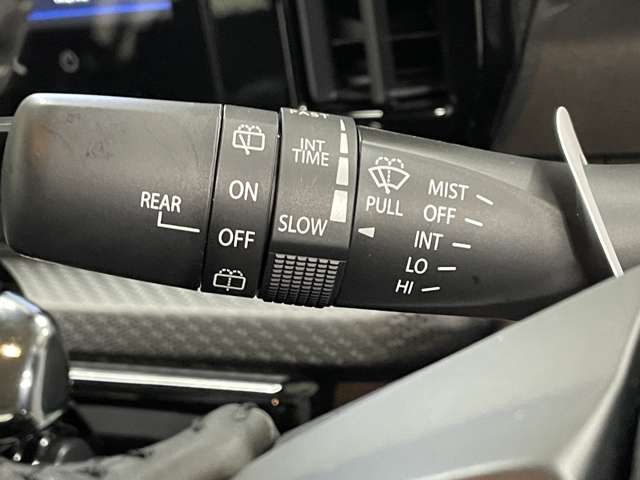 FAST
INT
TIME
SLOW
REAR
ON
OFF
PULL
MIST
OFF
INT
LO
HI